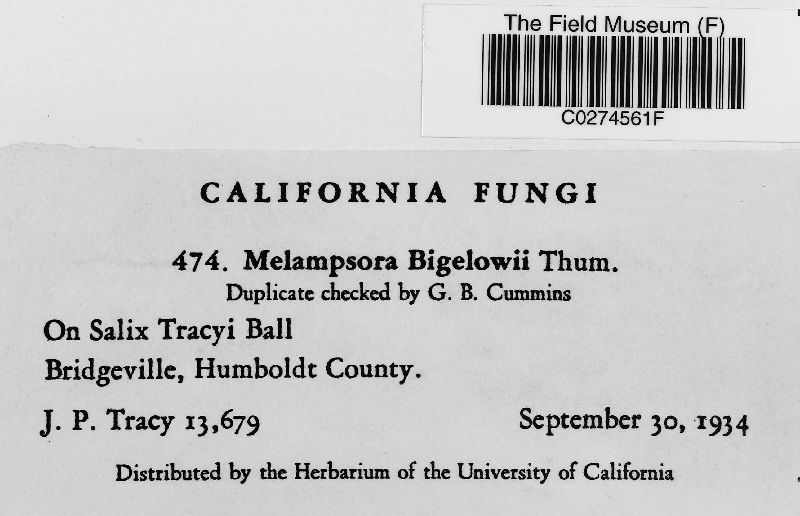 The Field Museum (F)
C0274561F
CALIFORNIA FUNGI
474. Melampsora Bigelowii Thum.
Duplicate checked by G. B. Cummins
On Salix Tracyi Ball
Bridgeville, Humboldt County.
J. P. Tracy 13,679 September 30, 1934
Distributed by the Herbarium of the University of California